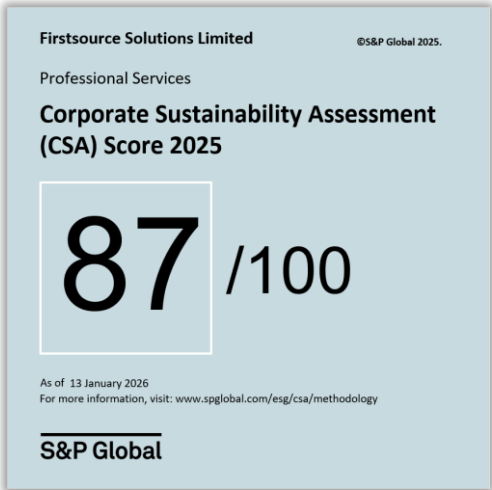 Firstsource Solutions Limited
©S&P Global 2025.
Professional Services
Corporate Sustainability Assessment
(CSA) Score 2025
87 /100
As of 13 January 2026
For more information, visit: www.spglobal.com/esg/csa/methodology
S&P Global